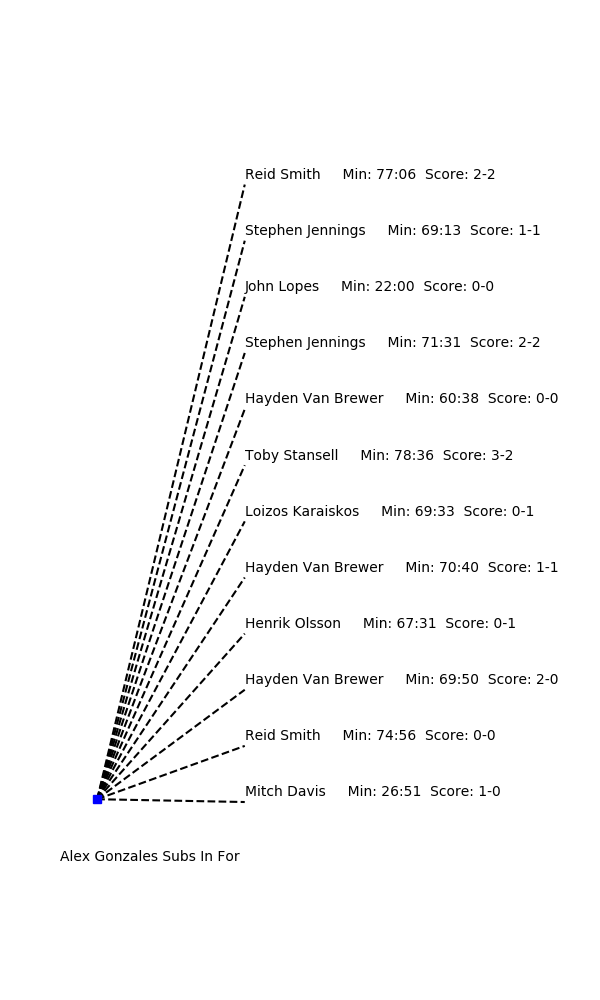 Reid Smith     Min: 77:06  Score: 2-2
Stephen Jennings     Min: 69:13  Score: 1-1
John Lopes     Min: 22:00  Score: 0-0
Stephen Jennings     Min: 71:31  Score: 2-2
Hayden Van Brewer     Min: 60:38  Score: 0-0
Toby Stansell     Min: 78:36  Score: 3-2
Loizos Karaiskos     Min: 69:33  Score: 0-1
Hayden Van Brewer     Min: 70:40  Score: 1-1
Henrik Olsson     Min: 67:31  Score: 0-1
Hayden Van Brewer     Min: 69:50  Score: 2-0
Reid Smith     Min: 74:56  Score: 0-0
Mitch Davis     Min: 26:51  Score: 1-0
Alex Gonzales Subs In For